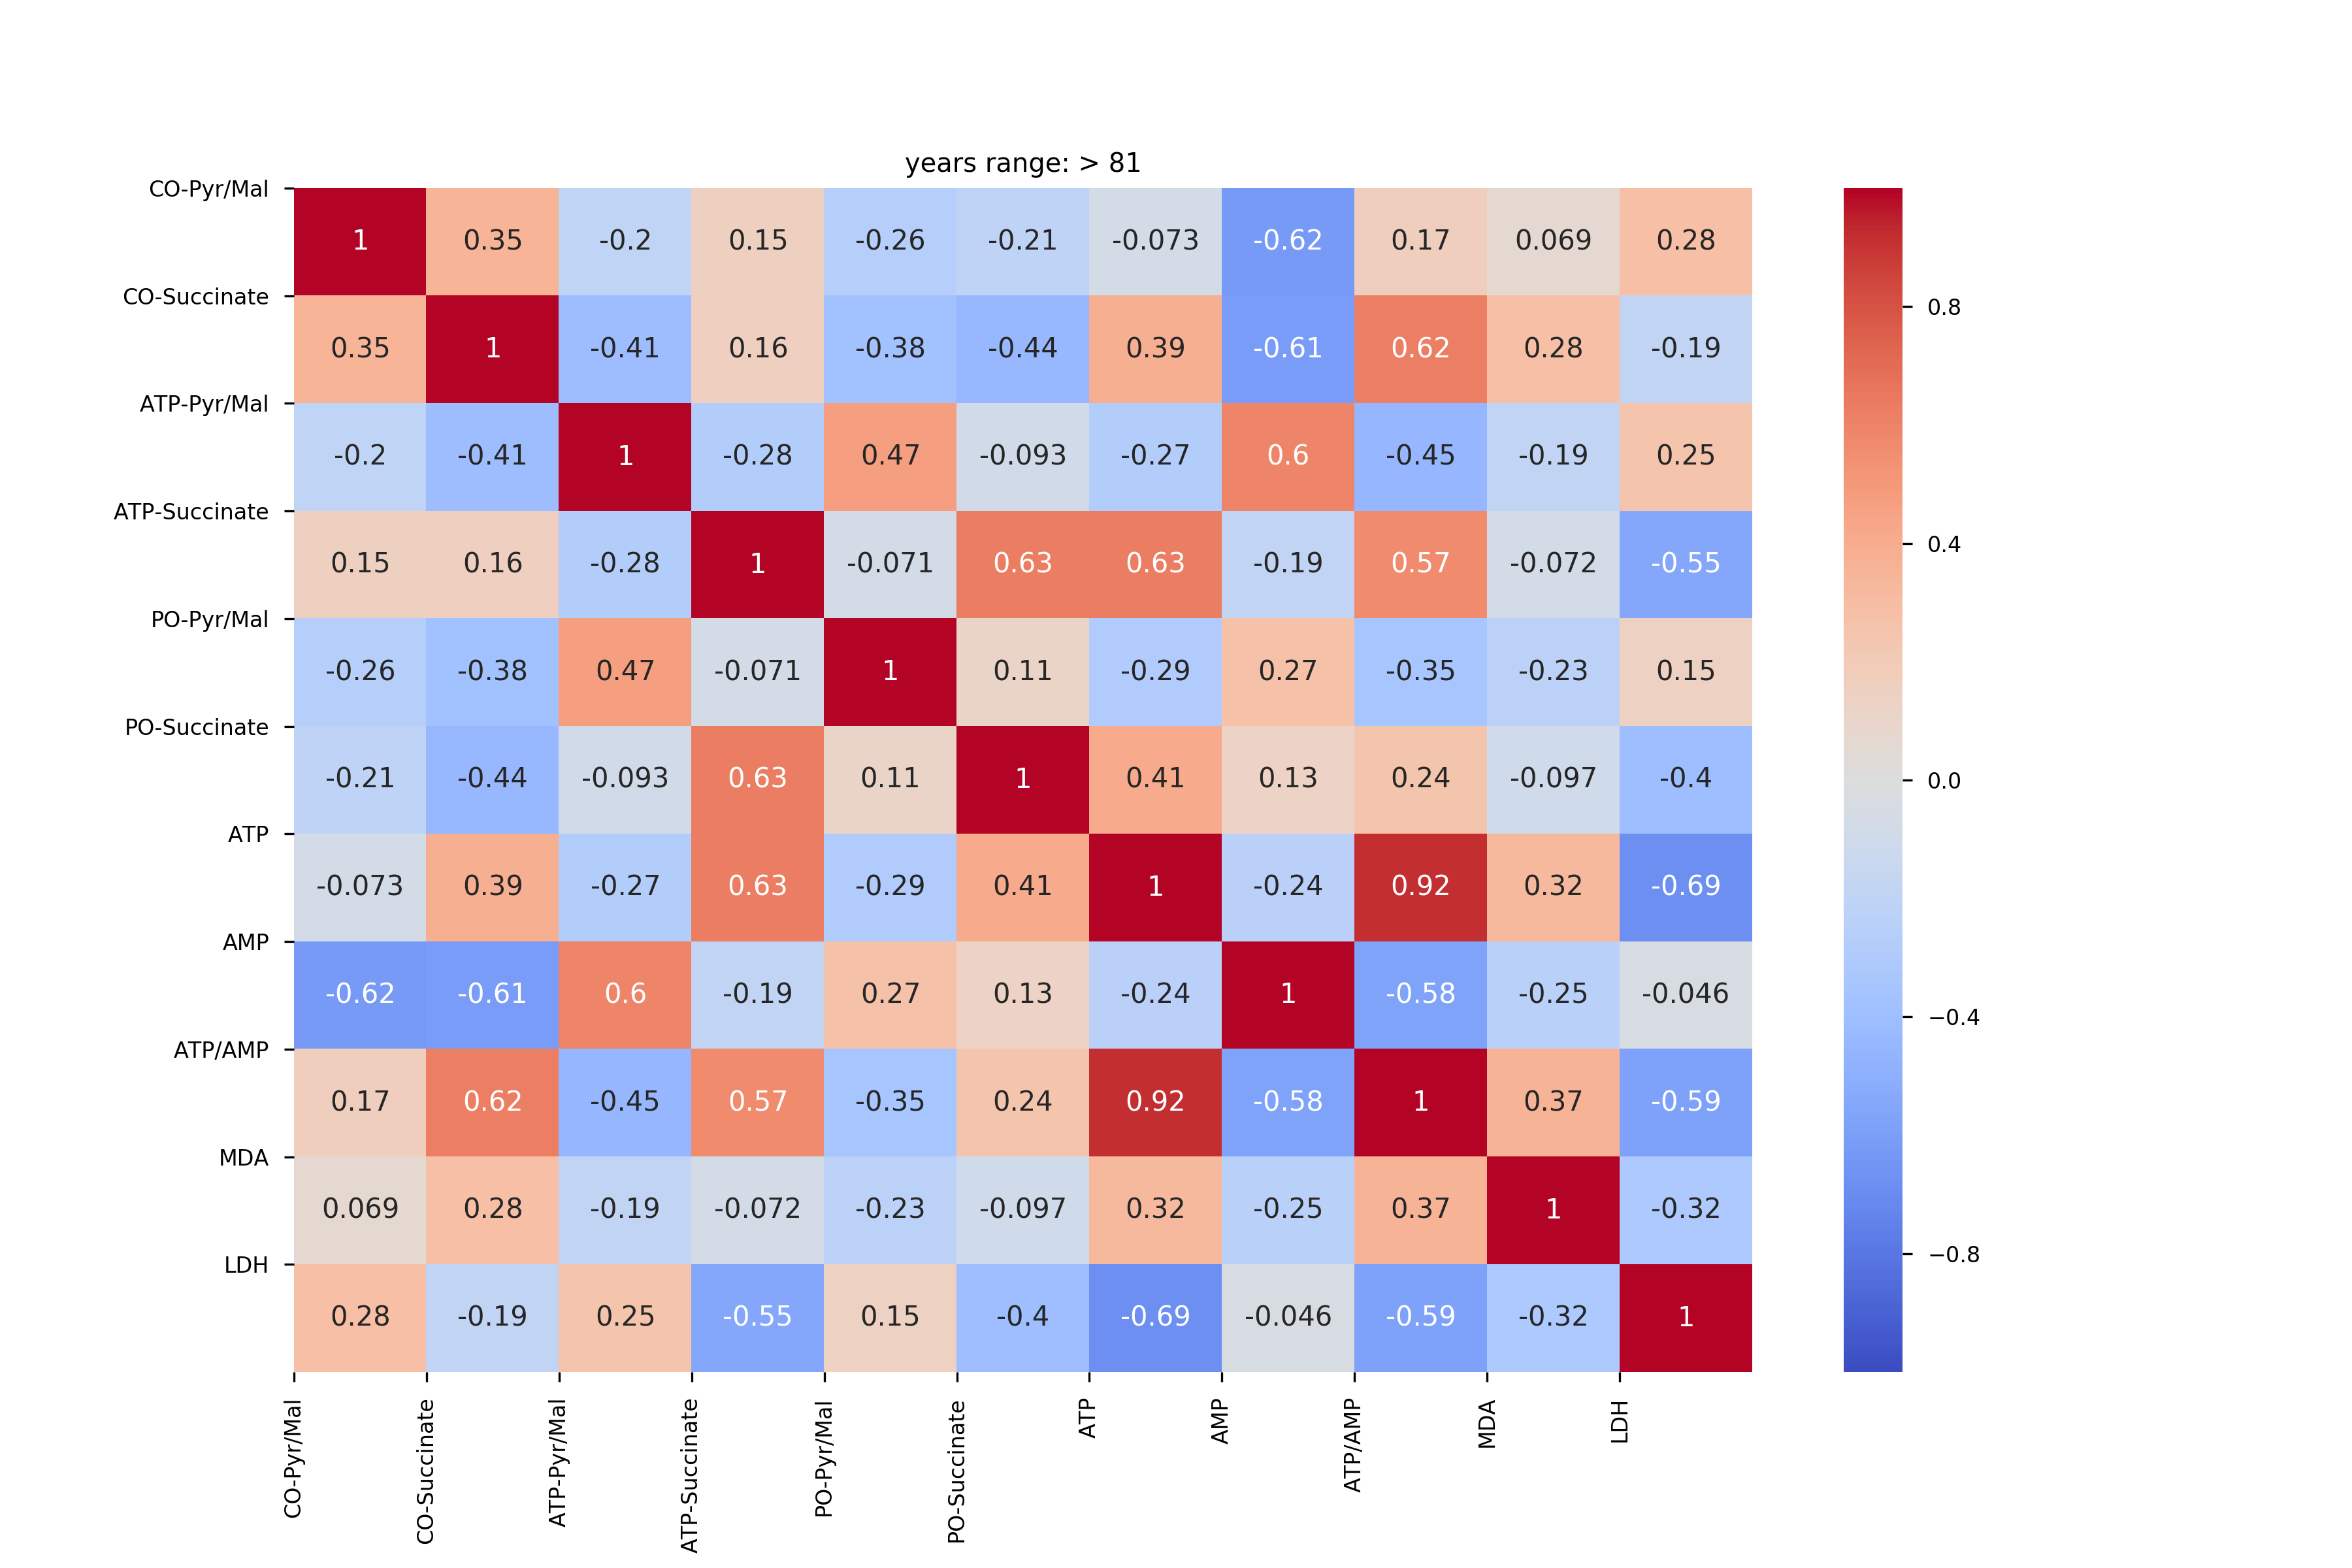 years range: > 81
CO-Pyr/Mal
1 0.35 -0.2 0.15 -0.26 -0.21 -0.073 -0.62 0.17 0.069 0.28
CO-Succinate
0.35 1 -0.41 0.16 -0.38 -0.44 0.39 -0.61 0.62 0.28 -0.19
ATP-Pyr/Mal
-0.2 -0.41 1 -0.28 0.47 -0.093 -0.27 0.6 -0.45 -0.19 0.25
ATP-Succinate
0.15 0.16 -0.28 1 -0.071 0.63 0.63 -0.19 0.57 -0.072 -0.55
PO-Pyr/Mal
-0.26 -0.38 0.47 -0.071 1 0.11 -0.29 0.27 -0.35 -0.23 0.15
PO-Succinate
-0.21 -0.44 -0.093 0.63 0.11 1 0.41 0.13 0.24 -0.097 -0.4
ATP
-0.073 0.39 -0.27 0.63 -0.29 0.41 1 -0.24 0.92 0.32 -0.69
AMP
-0.62 -0.61 0.6 -0.19 0.27 0.13 -0.24 1 -0.58 -0.25 -0.046
ATP/AMP
0.17 0.62 -0.45 0.57 -0.35 0.24 0.92 -0.58 1 0.37 -0.59
MDA
0.069 0.28 -0.19 -0.072 -0.23 -0.097 0.32 -0.25 0.37 1 -0.32
LDH
0.28 -0.19 0.25 -0.55 0.15 -0.4 -0.69 -0.046 -0.59 -0.32 1
CO-Pyr/Mal
CO-Succinate
ATP-Pyr/Mal
ATP-Succinate
PO-Pyr/Mal
PO-Succinate
ATP
AMP
ATP/AMP
MDA
LDH
0.8
0.4
0.0
−0.4
−0.8